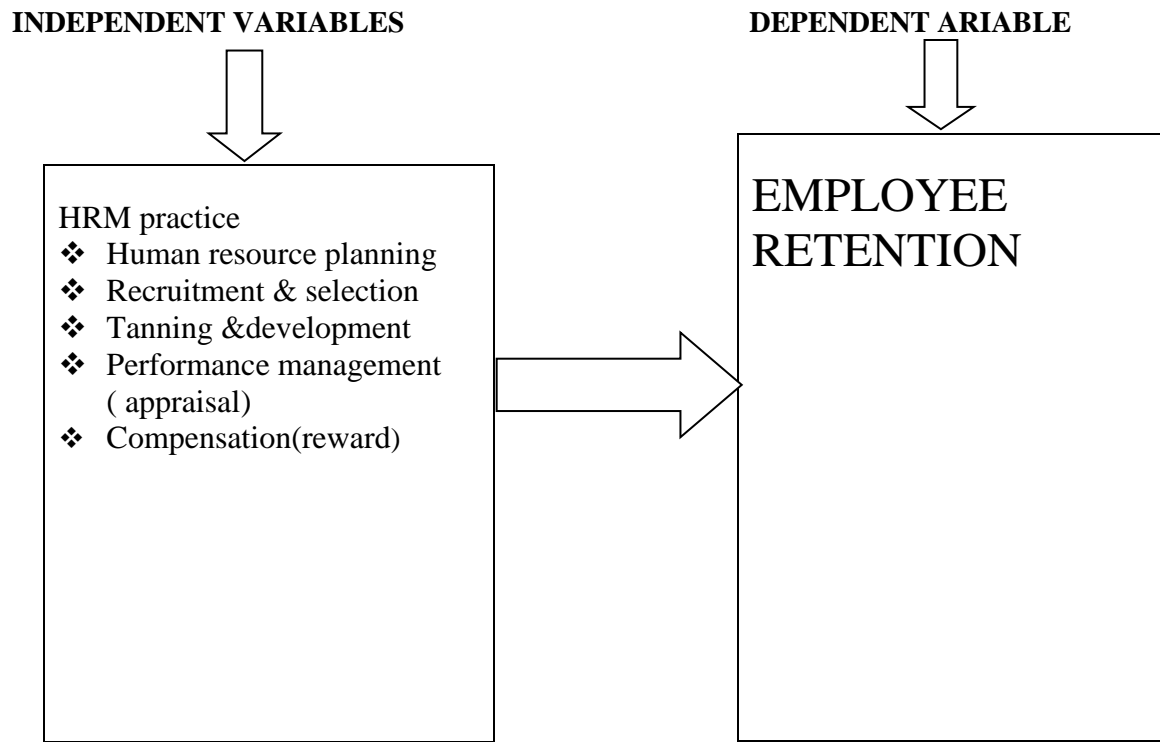 INDEPENDENT VARIABLES
DEPENDENT ARIABLE
HRM practice
❖ Human resource planning
❖ Recruitment & selection
❖ Tanning &development
❖ Performance management
( appraisal)
❖ Compensation(reward)
EMPLOYEE
RETENTION